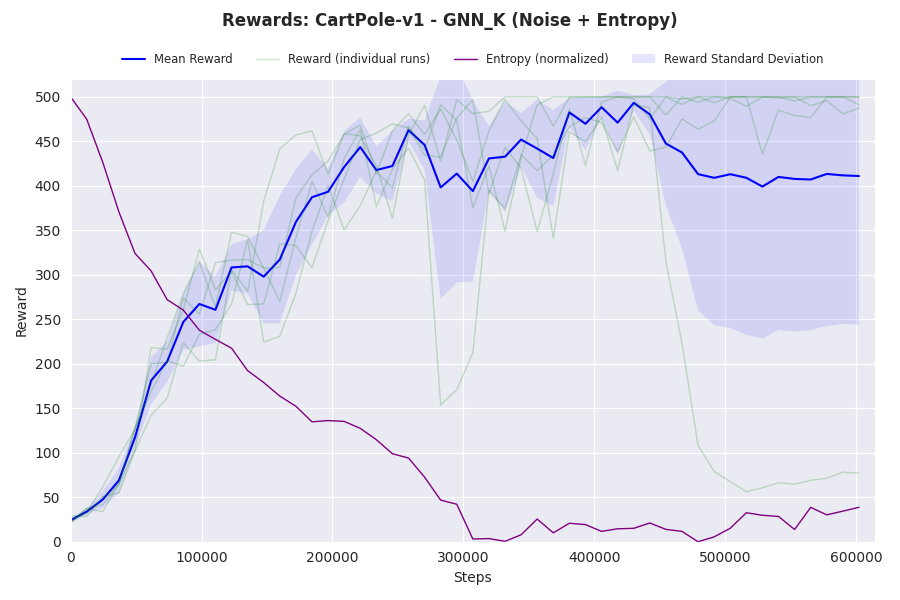 Rewards: CartPole-v1 - GNN_K (Noise + Entropy)
Mean Reward
Reward (individual runs)
Entropy (normalized)
Reward Standard Deviation
500
450
400
350
300
250
200
150
100
50
0
Reward
0
100000
200000
300000
400000
500000
600000
Steps